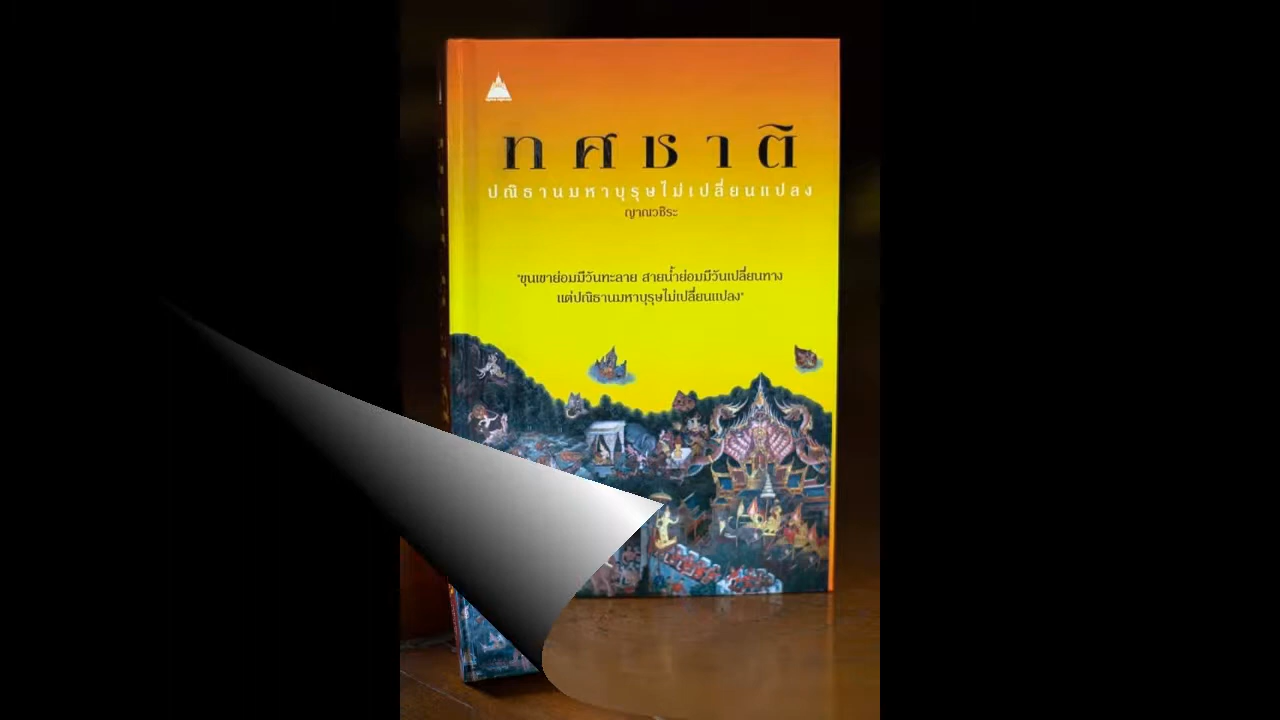 ทศชาติ
ปณิธานมหาบุรุษไม่เปลี่ยนแปลง
ญาณวชิระ
"ขุนเขาย่อมมีวันทะลาย สายน้ำย่อมมีวันเปลี่ยนทาง
แต่ปณิธานมหาบุรุษไม่เปลี่ยนแปลง"